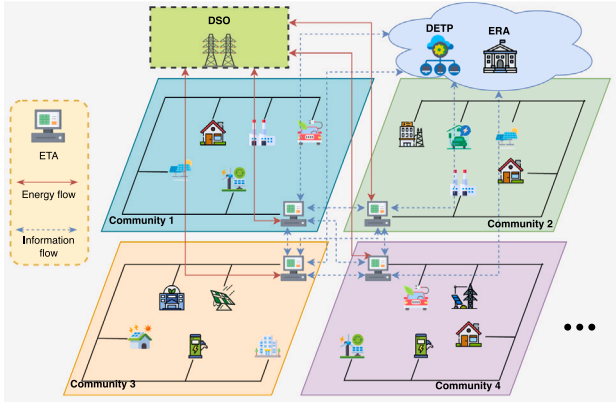 DSO
DETP
ERA
ETA
Energy flow
Information
flow
Community 1
Community 2
Community 3
Community 4